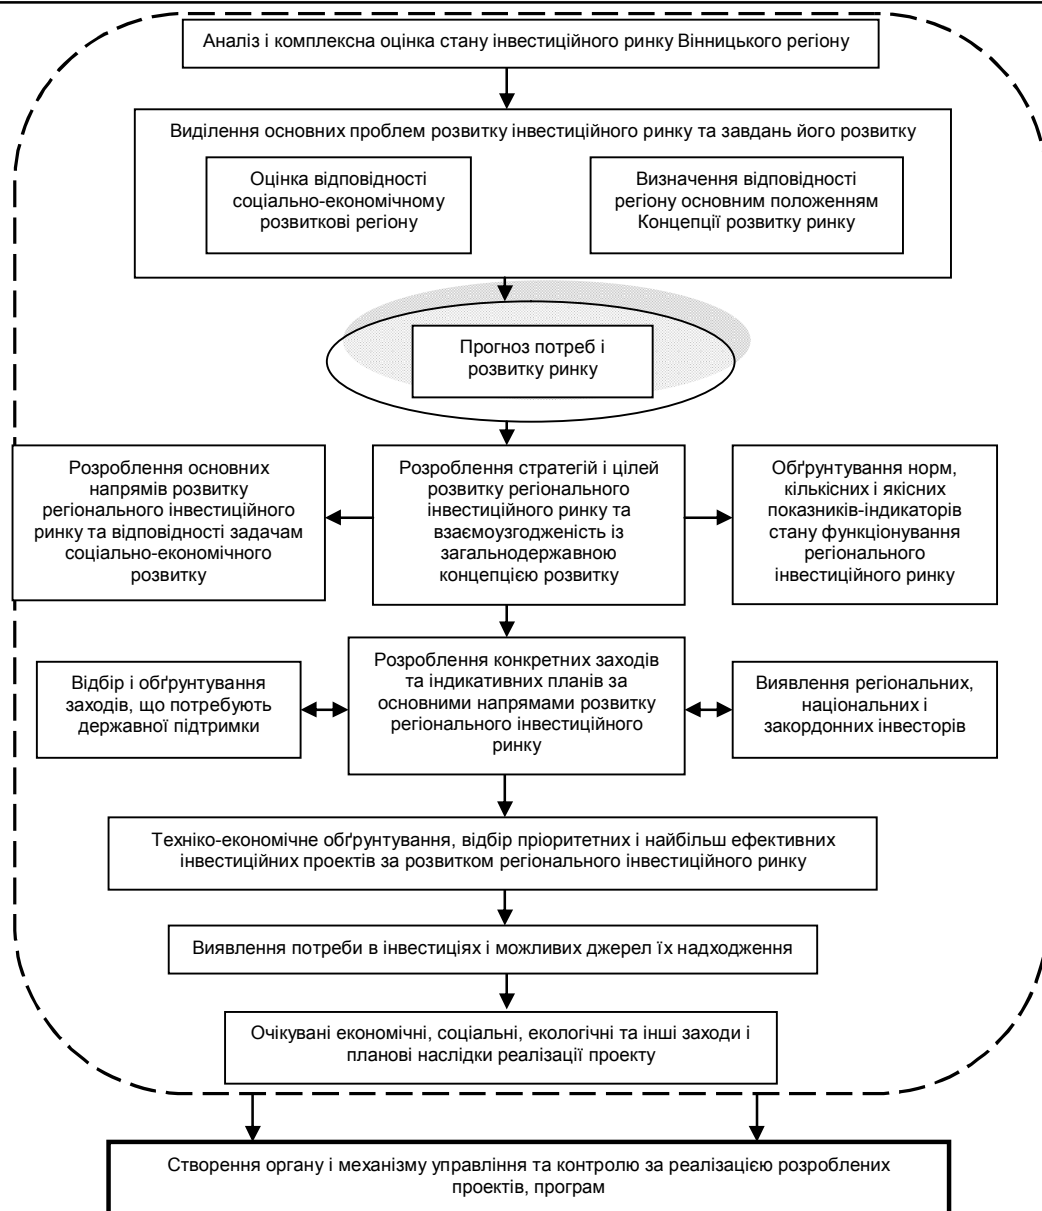 Аналіз і комплексна оцінка стану інвестиційного ринку Вінницького регіону
Виділення основних проблем розвитку інвестиційного ринку та завдань його розвитку
Оцінка відповідності
соціально-економічному
розвиткові регіону
Визначення відповідності
регіону основним положенням
Концепції розвитку ринку
Прогноз потреб і
розвитку ринку
Розроблення основних
напрямів розвитку
регіонального інвестиційного
ринку та відповідності задачам
соціально-економічного
розвитку
Розроблення стратегій і цілей
розвитку регіонального
інвестиційного ринку та
взаємоузгодженість із
загальнодержавною
концепцією розвитку
Обґрунтування норм,
кількісних і якісних
показників-індикаторів
стану функціонування
регіонального
інвестиційного ринку
Відбір і обґрунтування
заходів, що потребують
державної підтримки
Розроблення конкретних заходів
та індикативних планів за
основними напрямами розвитку
регіонального інвестиційного
ринку
Виявлення регіональних,
національних і
закордонних інвесторів
Техніко-економічне обґрунтування, відбір пріоритетних і найбільш ефективних
інвестиційних проектів за розвитком регіонального інвестиційного ринку
Виявлення потреби в інвестиціях і можливих джерел їх надходження
Очікувані економічні, соціальні, екологічні та інші заходи і
планові наслідки реалізації проекту
Створення органу і механізму управління та контролю за реалізацією розроблених
проектів, програм